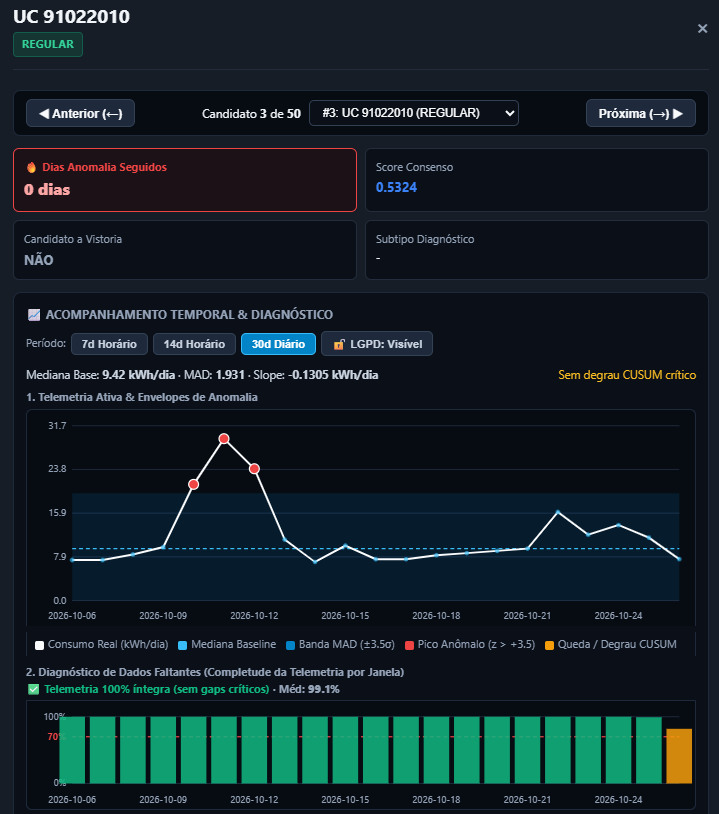 UC 91022010
REGULAR
×
◀ Anterior (←)
Candidato 3 de 50
#3: UC 91022010 (REGULAR)
Próxima (→) ▶
🔥 Dias Anomalia Seguidos
0 dias
Score Consenso
0.5324
Candidato a Vistoria
NÃO
Subtipo Diagnóstico
-
📈 ACOMPANHAMENTO TEMPORAL & DIAGNÓSTICO
Período: 7d Horário 14d Horário 30d Diário 🔓 LGPD: Visível
Mediana Base: 9.42 kWh/dia · MAD: 1.931 · Slope: -0.1305 kWh/dia
Sem degrau CUSUM crítico
1. Telemetria Ativa & Envelopes de Anomalia
31.7
23.8
15.9
7.9
0.0
2026-10-06 2026-10-09 2026-10-12 2026-10-15 2026-10-18 2026-10-21 2026-10-24
Consumo Real (kWh/dia) Mediana Baseline Banda MAD (±3.5σ) Pico Anômalo (z > +3.5) Queda / Degrau CUSUM
2. Diagnóstico de Dados Faltantes (Completude da Telemetria por Janela)
✅ Telemetria 100% íntegra (sem gaps críticos) · Méd: 99.1%
100%
70%
0%
2026-10-06 2026-10-09 2026-10-12 2026-10-15 2026-10-18 2026-10-21 2026-10-24